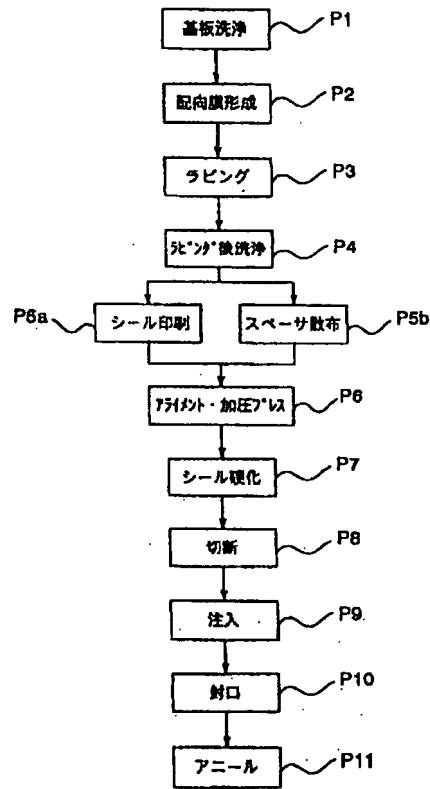 基板洗浄 P1
配向膜形成 P2
ラビング P3
ラビング後洗浄 P4
P5a シール印刷 スペーサ散布 P5b
アライメント・加圧プレス P6
シール硬化 P7
切断 P8
注入 P9
封口 P10
アニール P11